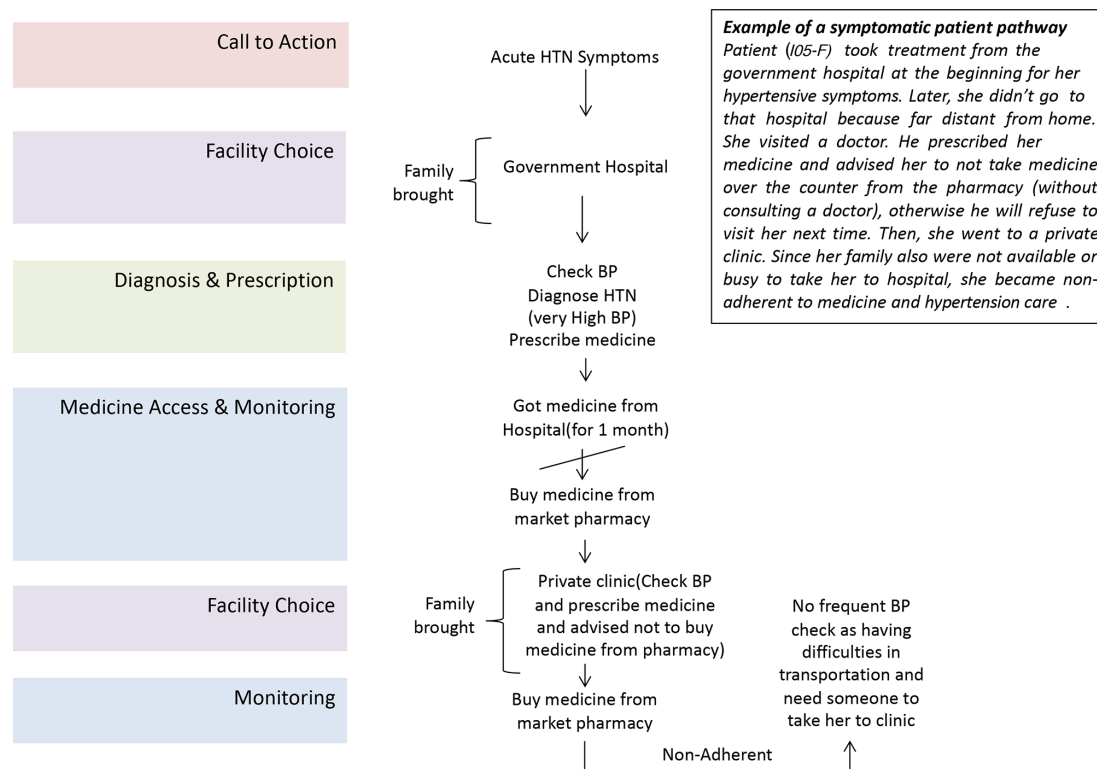 Call to Action
Acute HTN Symptoms
Example of a symptomatic patient pathway
Patient (I05-F) took treatment from the
government hospital at the beginning for her
hypertensive symptoms. Later, she didn't go to
that hospital because far distant from home.
She visited a doctor. He prescribed her
medicine and advised her to not take medicine
over the counter from the pharmacy (without
consulting a doctor), otherwise he will refuse to
visit her next time. Then, she went to a private
clinic. Since her family also were not available or
busy to take her to hospital, she became non-
adherent to medicine and hypertension care .
Facility Choice
Family
brought
Government Hospital
Diagnosis & Prescription
Check BP
Diagnose HTN
(very High BP)
Prescribe medicine
Medicine Access & Monitoring
Got medicine from
Hospital(for 1 month)
Buy medicine from
market pharmacy
Facility Choice
Family
brought
Private clinic(Check BP
and prescribe medicine
and advised not to buy
medicine from pharmacy)
Monitoring
Buy medicine from
market pharmacy
No frequent BP
check as having
difficulties in
transportation and
need someone to
take her to clinic
Non-Adherent